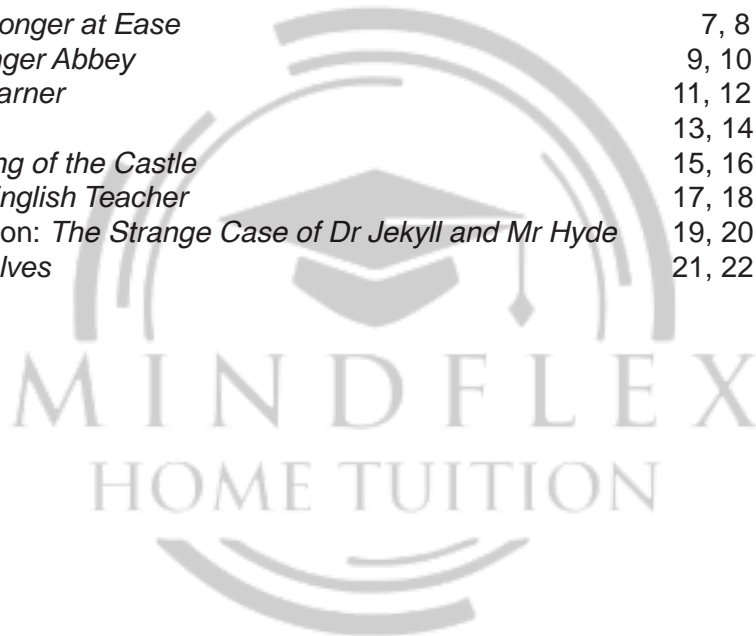 onger at Ease 7, 8
nger Abbey 9, 10
arner 11, 12
13, 14
ng of the Castle 15, 16
English Teacher 17, 18
on: The Strange Case of Dr Jekyll and Mr Hyde 19, 20
lves 21, 22
MINDFLEX
HOME TUITION